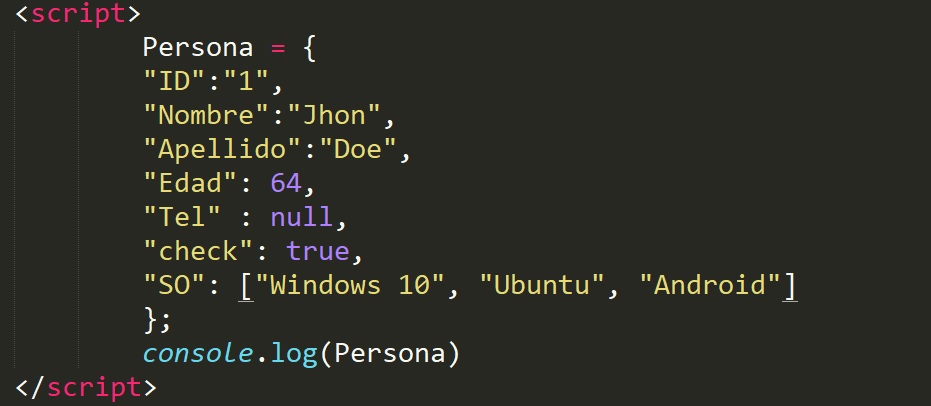 <script>
Persona = {
"ID":"1",
"Nombre":"Jhon",
"Apellido":"Doe",
"Edad": 64,
"Tel" : null,
"check": true,
"SO": ["Windows 10", "Ubuntu", "Android"]
};
console.log(Persona)
</script>